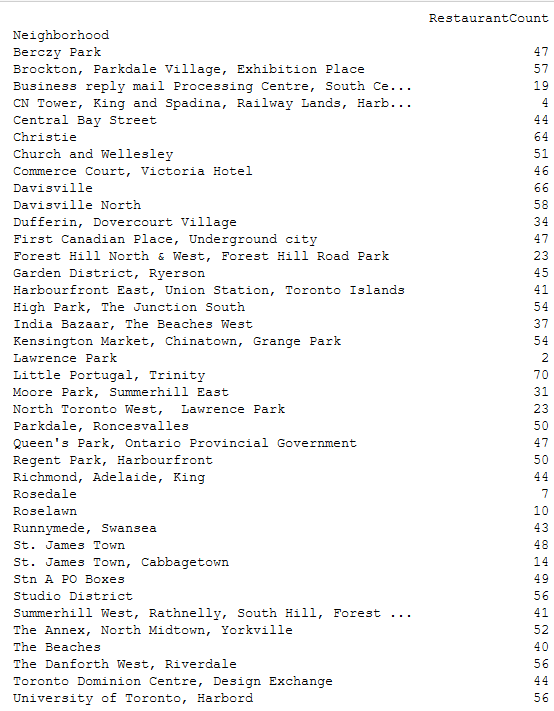 RestaurantCount
Neighborhood
Berczy Park 47
Brockton, Parkdale Village, Exhibition Place 57
Business reply mail Processing Centre, South Ce... 19
CN Tower, King and Spadina, Railway Lands, Harb... 4
Central Bay Street 44
Christie 64
Church and Wellesley 51
Commerce Court, Victoria Hotel 46
Davisville 66
Davisville North 58
Dufferin, Dovercourt Village 34
First Canadian Place, Underground city 47
Forest Hill North & West, Forest Hill Road Park 23
Garden District, Ryerson 45
Harbourfront East, Union Station, Toronto Islands 41
High Park, The Junction South 54
India Bazaar, The Beaches West 37
Kensington Market, Chinatown, Grange Park 54
Lawrence Park 2
Little Portugal, Trinity 70
Moore Park, Summerhill East 31
North Toronto West,  Lawrence Park 23
Parkdale, Roncesvalles 50
Queen's Park, Ontario Provincial Government 47
Regent Park, Harbourfront 50
Richmond, Adelaide, King 44
Rosedale 7
Roselawn 10
Runnymede, Swansea 43
St. James Town 48
St. James Town, Cabbagetown 14
Stn A PO Boxes 49
Studio District 56
Summerhill West, Rathnelly, South Hill, Forest ... 41
The Annex, North Midtown, Yorkville 52
The Beaches 40
The Danforth West, Riverdale 56
Toronto Dominion Centre, Design Exchange 44
University of Toronto, Harbord 56